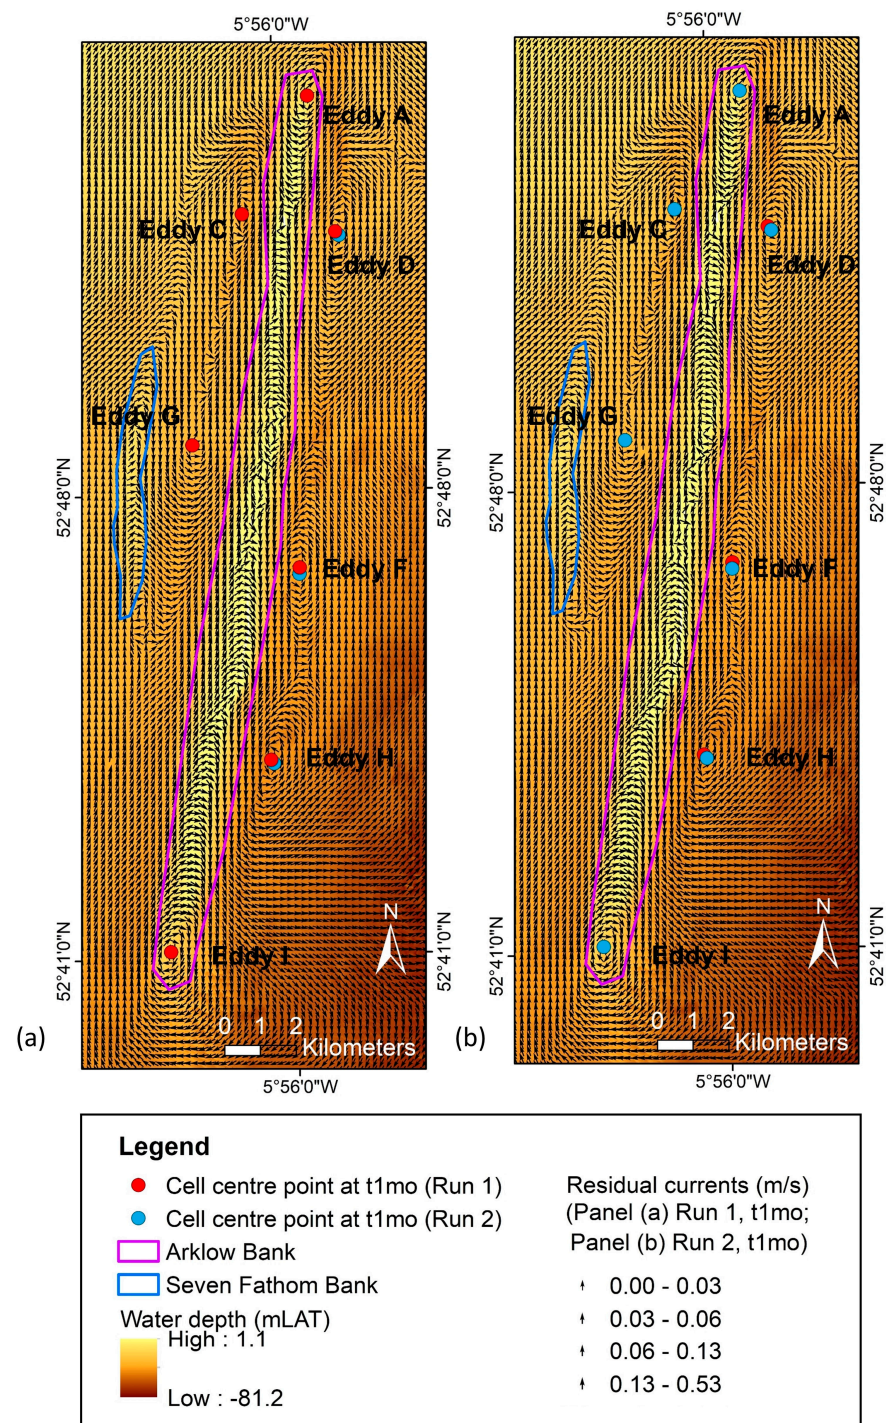 5°56'0"W
5°56'0"W
Eddy A
Eddy A
Eddy C
Eddy C
Eddy D
Eddy D
Eddy G
Eddy G
52°48'0"N
52°48'0"N
52°48'0"N
52°48'0"N
Eddy F
Eddy F
Eddy H
Eddy H
N
N
52°41'0"N
52°41'0"N
52°41'0"N
52°41'0"N
Eddy I
Eddy I
0 1 2
Kilometers
0 1 2
Kilometers
(a)
(b)
5°56'0"W
5°56'0"W
Legend
Cell centre point at t1mo (Run 1)
Cell centre point at t1mo (Run 2)
Arklow Bank
Seven Fathom Bank
Water depth (mLAT)
High : 1.1
Low : -81.2
Residual currents (m/s)
(Panel (a) Run 1, t1mo;
Panel (b) Run 2, t1mo)
0.00 - 0.03
0.03 - 0.06
0.06 - 0.13
0.13 - 0.53